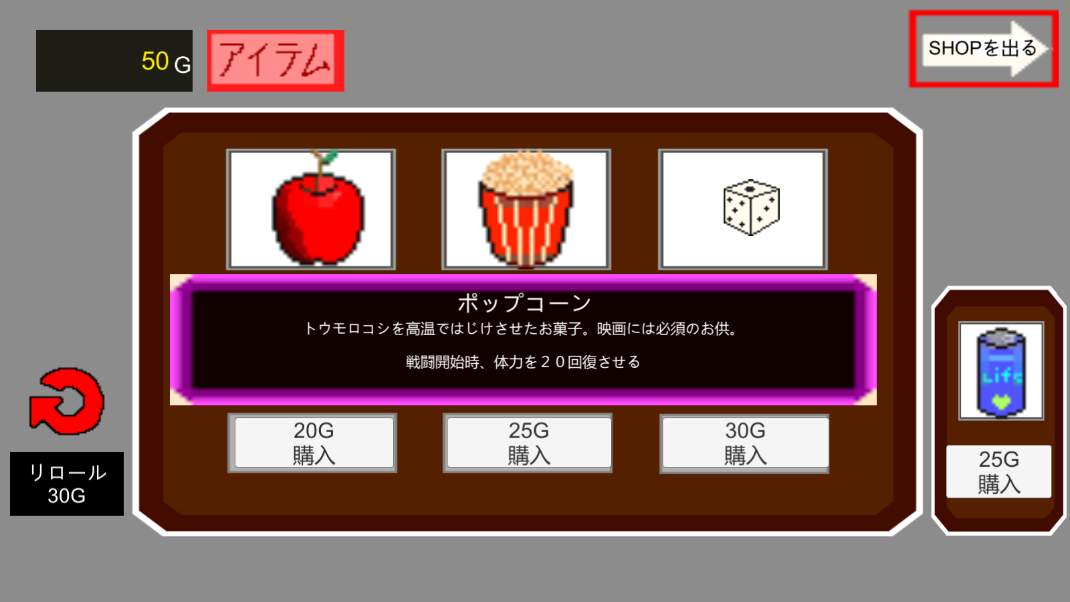 50 G
アイテム
SHOPを出る
ポップコーン
トウモロコシを高温ではじけさせたお菓子。映画には必須のお供。
戦闘開始時、体力を２０回復させる
Life
リロール
30G
20G
購入
25G
購入
30G
購入
25G
購入